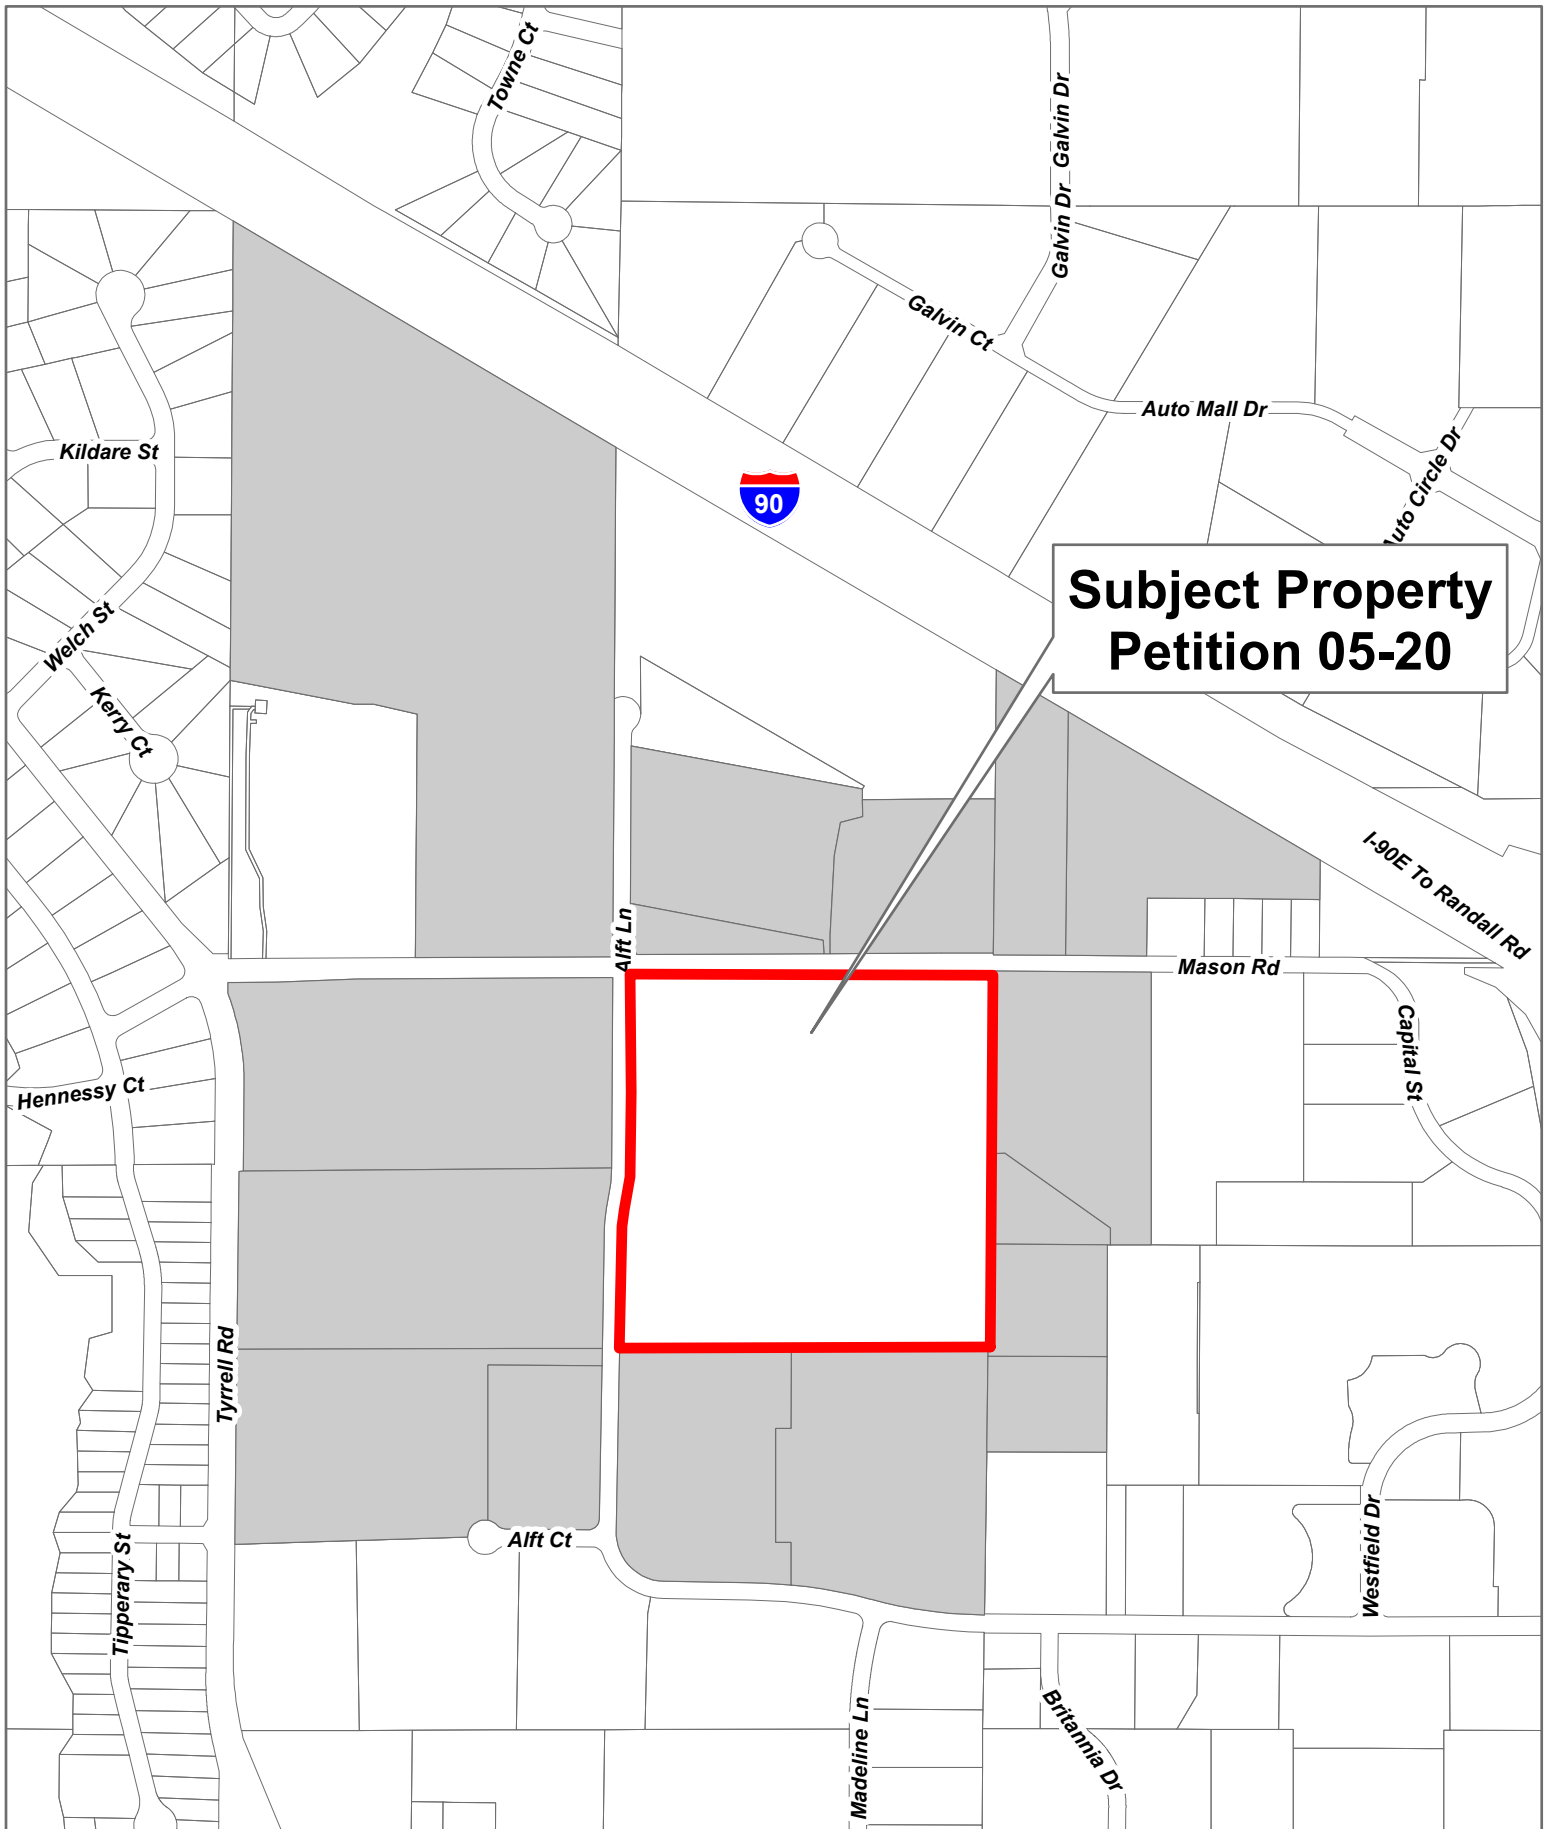 Towne Ct
Galvin Dr
Galvin Dr
Galvin Ct
Auto Mall Dr
Auto Circle Dr
Kildare St
90
Subject Property
Petition 05-20
Welch St
Kerry Ct
I-90E To Randall Rd
Alft Ln
Mason Rd
Capital St
Hennessy Ct
Tyrrell Rd
Alft Ct
Westfield Dr
Tipperary St
Madeline Ln
Britannia Dr